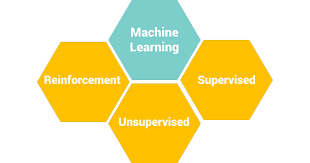 Machine
Learning
Reinforcement
Supervised
Unsupervised